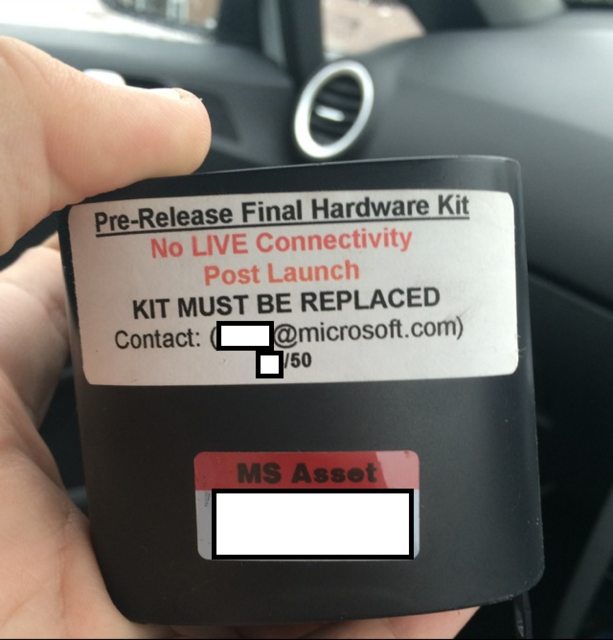 Pre-Release Final Hardware Kit
No LIVE Connectivity
Post Launch
KIT MUST BE REPLACED
Contact: ( @microsoft.com)
/50
MS Asset